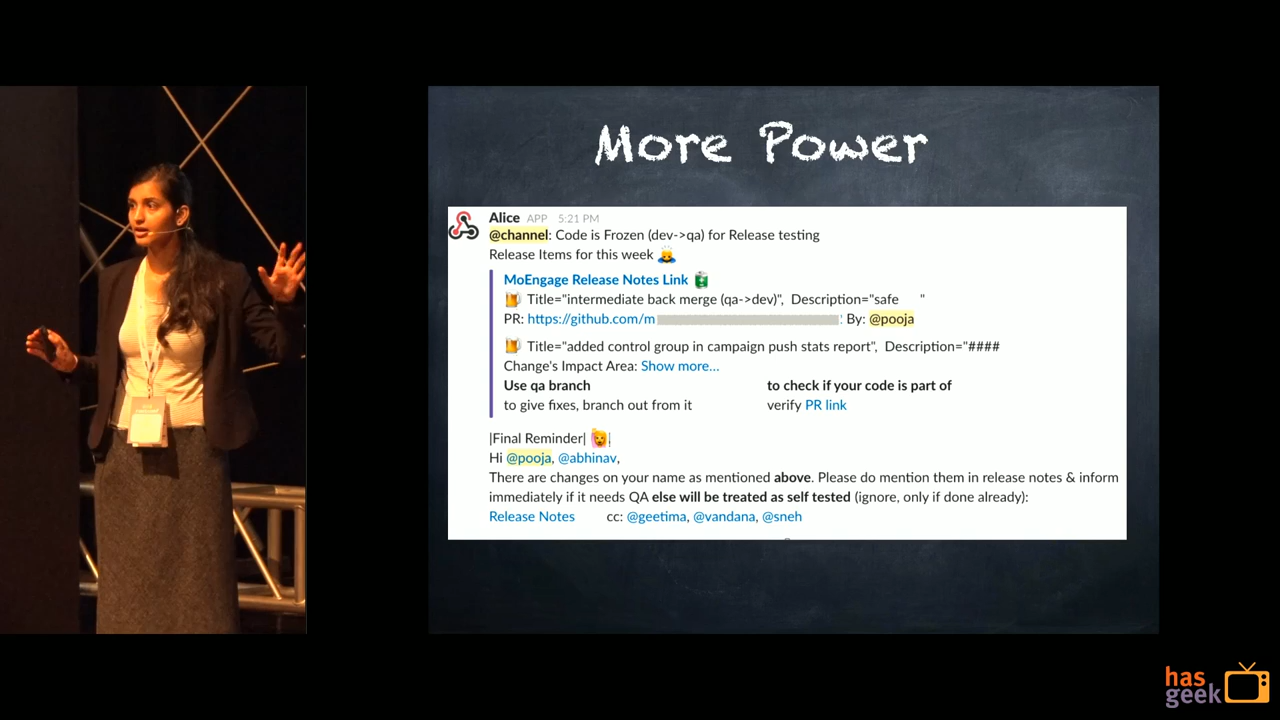 More Power
Alice APP 5:21 PM
@channel: Code is Frozen (dev->qa) for Release testing
Release Items for this week
MoEngage Release Notes Link
Title="intermediate back merge (qa->dev)", Description="safe "
PR: https://github.com/m By: @pooja
Title="added control group in campaign push stats report", Description="####
Change's Impact Area: Show more...
Use qa branch to check if your code is part of
to give fixes, branch out from it verify PR link
|Final Reminder| |
Hi @pooja, @abhinav,
There are changes on your name as mentioned above. Please do mention them in release notes & inform
immediately if it needs QA else will be treated as self tested (ignore, only if done already):
Release Notes cc: @geetima, @vandana, @sneh
has
geek